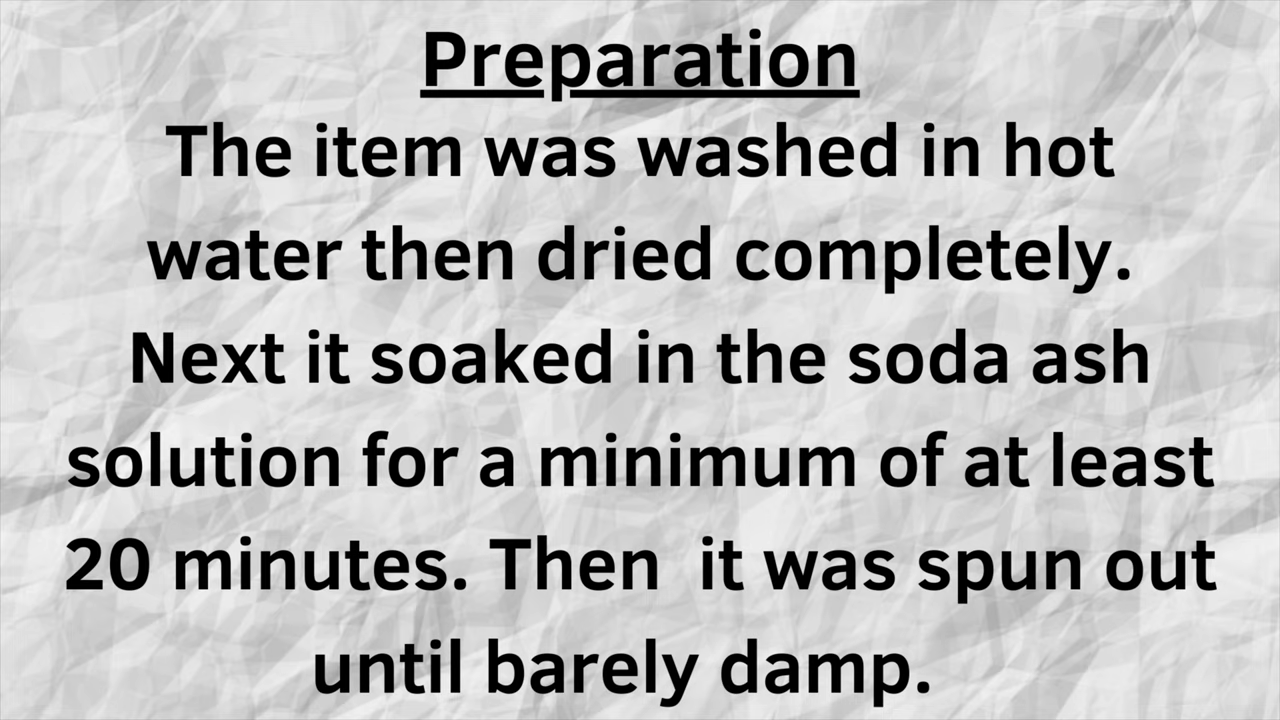 Preparation
The item was washed in hot
water then dried completely.
Next it soaked in the soda ash
solution for a minimum of at least
20 minutes. Then  it was spun out
until barely damp.